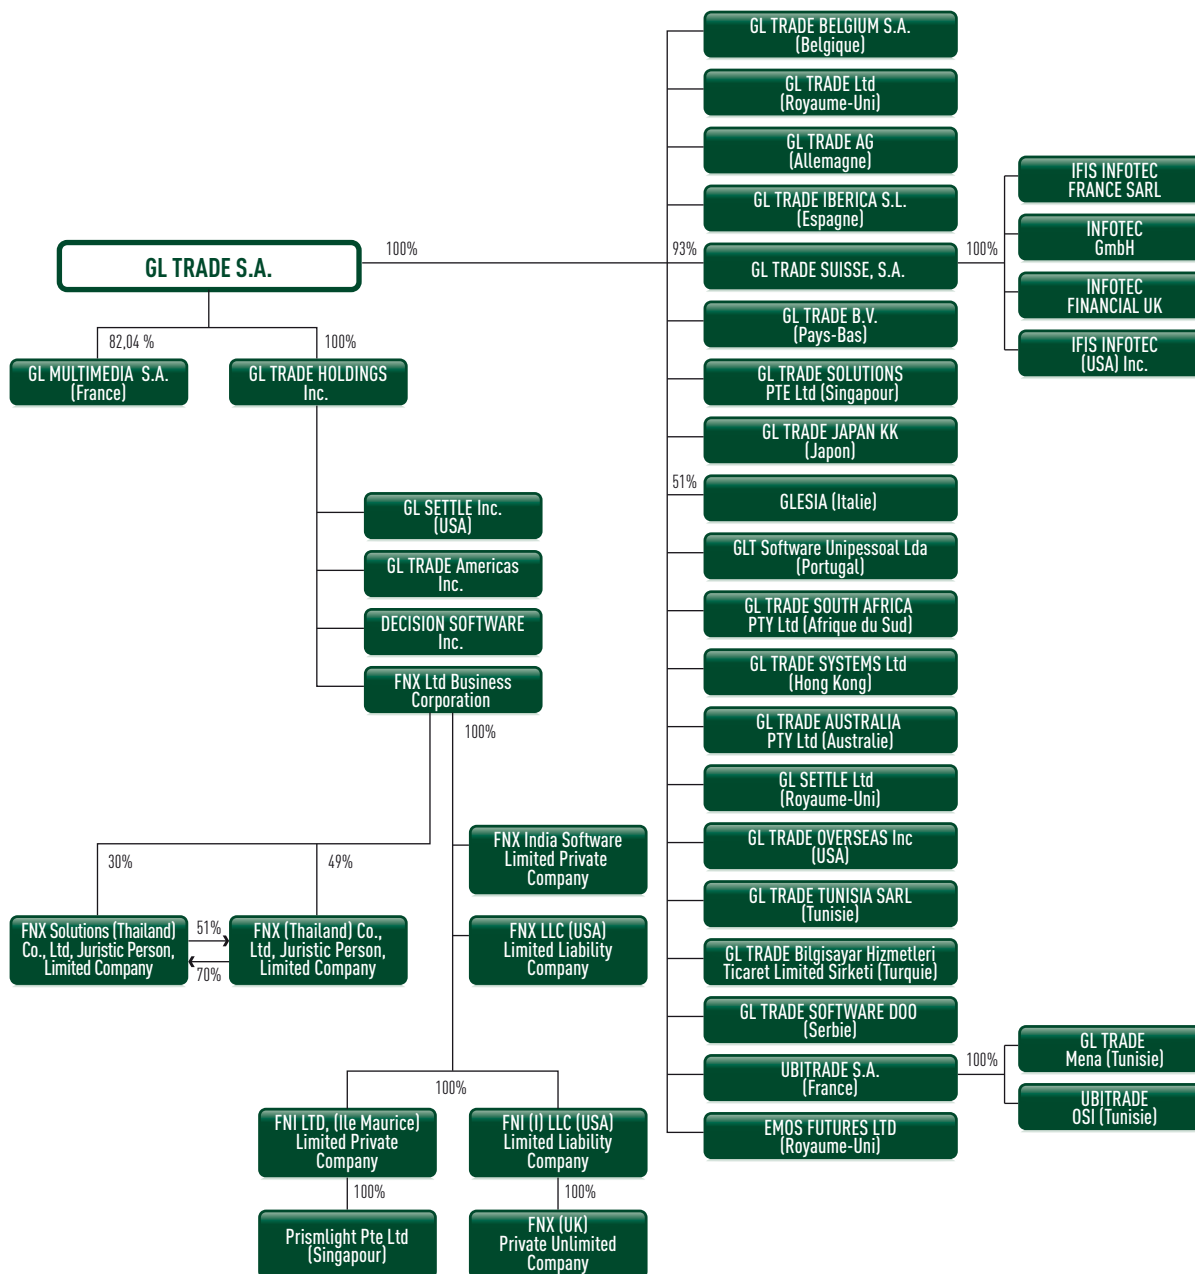 GL TRADE S.A.
100%
82,04 %
100%
GL MULTIMEDIA S.A.
(France)
GL TRADE HOLDINGS
Inc.
GL SETTLE Inc.
(USA)
GL TRADE Americas
Inc.
DECISION SOFTWARE
Inc.
FNX Ltd Business
Corporation
100%
30%
49%
FNX Solutions (Thailand)
Co., Ltd, Juristic Person,
Limited Company
51%
70%
FNX (Thailand) Co.,
Ltd, Juristic Person,
Limited Company
FNX India Software
Limited Private
Company
FNX LLC (USA)
Limited Liability
Company
100%
FNI LTD, (Ile Maurice)
Limited Private
Company
FNI (I) LLC (USA)
Limited Liability
Company
100%
100%
Prismlight Pte Ltd
(Singapour)
FNX (UK)
Private Unlimited
Company
GL TRADE BELGIUM S.A.
(Belgique)
GL TRADE Ltd
(Royaume-Uni)
GL TRADE AG
(Allemagne)
GL TRADE IBERICA S.L.
(Espagne)
93%
GL TRADE SUISSE, S.A.
100%
IFIS INFOTEC
FRANCE SARL
INFOTEC
GmbH
INFOTEC
FINANCIAL UK
IFIS INFOTEC
(USA) Inc.
GL TRADE B.V.
(Pays-Bas)
GL TRADE SOLUTIONS
PTE Ltd (Singapour)
GL TRADE JAPAN KK
(Japon)
51%
GLESIA (Italie)
GLT Software Unipessoal Lda
(Portugal)
GL TRADE SOUTH AFRICA
PTY Ltd (Afrique du Sud)
GL TRADE SYSTEMS Ltd
(Hong Kong)
GL TRADE AUSTRALIA
PTY Ltd (Australie)
GL SETTLE Ltd
(Royaume-Uni)
GL TRADE OVERSEAS Inc
(USA)
GL TRADE TUNISIA SARL
(Tunisie)
GL TRADE Bilgisayar Hizmetleri
Ticaret Limited Sirketi (Turquie)
GL TRADE SOFTWARE DOO
(Serbie)
UBITRADE S.A.
(France)
100%
GL TRADE
Mena (Tunisie)
UBITRADE
OSI (Tunisie)
EMOS FUTURES LTD
(Royaume-Uni)